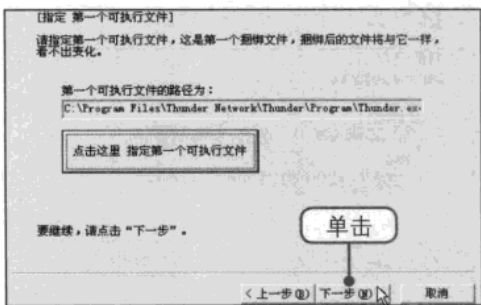 [指定 第一个可执行文件]
请指定第一个可执行文件，这是第一个捆绑文件，捆绑后的文件将与它一样，
看不出变化。
第一个可执行文件的路径为：
C:\Program Files\Thunder Network\Thunder\Program\Thunder.ex
点击这里 指定第一个可执行文件
要继续，请点击“下一步”。
单击
< 上一步(B) 下一步(N) 取消